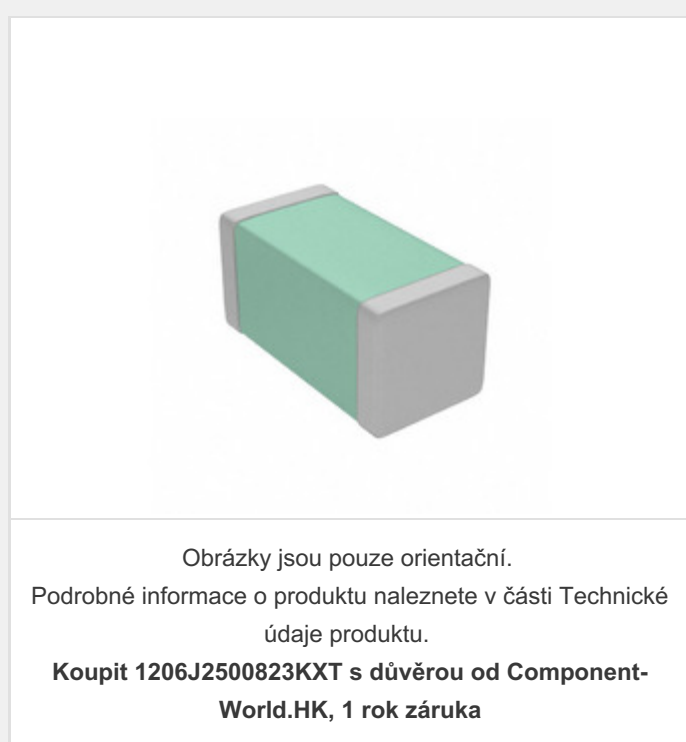 Obrázky jsou pouze orientační.
Podrobné informace o produktu naleznete v části Technické
údaje produktu.
Koupit 1206J2500823KXT s důvěrou od Component-
World.HK, 1 rok záruka